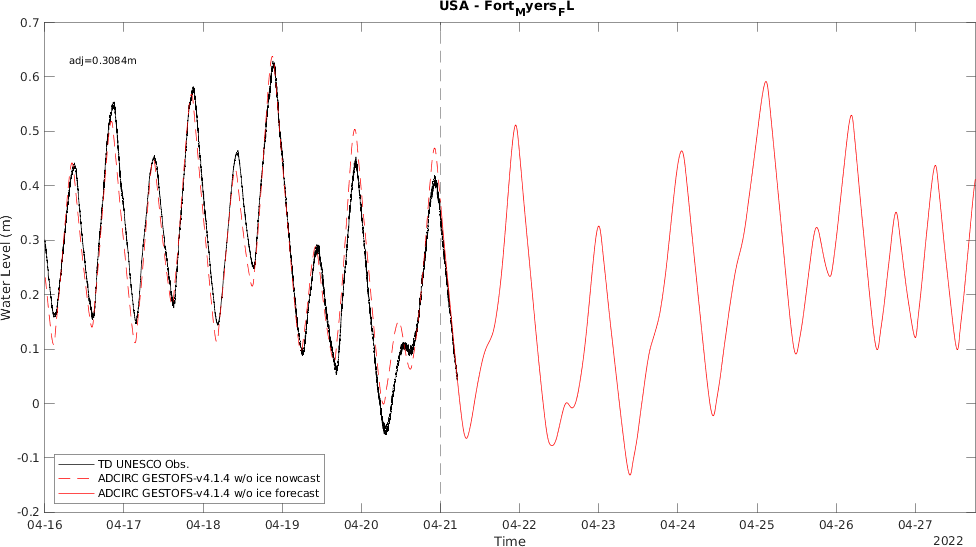 USA - Fort_Myers_FL
adj=0.3084m
0.7
0.6
0.5
0.4
0.3
0.2
0.1
0
-0.1
-0.2
Water Level (m)
TD UNESCO Obs.
ADCIRC GESTOFS-v4.1.4 w/o ice nowcast
ADCIRC GESTOFS-v4.1.4 w/o ice forecast
04-16 04-17 04-18 04-19 04-20 04-21 04-22 04-23 04-24 04-25 04-26 04-27
Time
2022